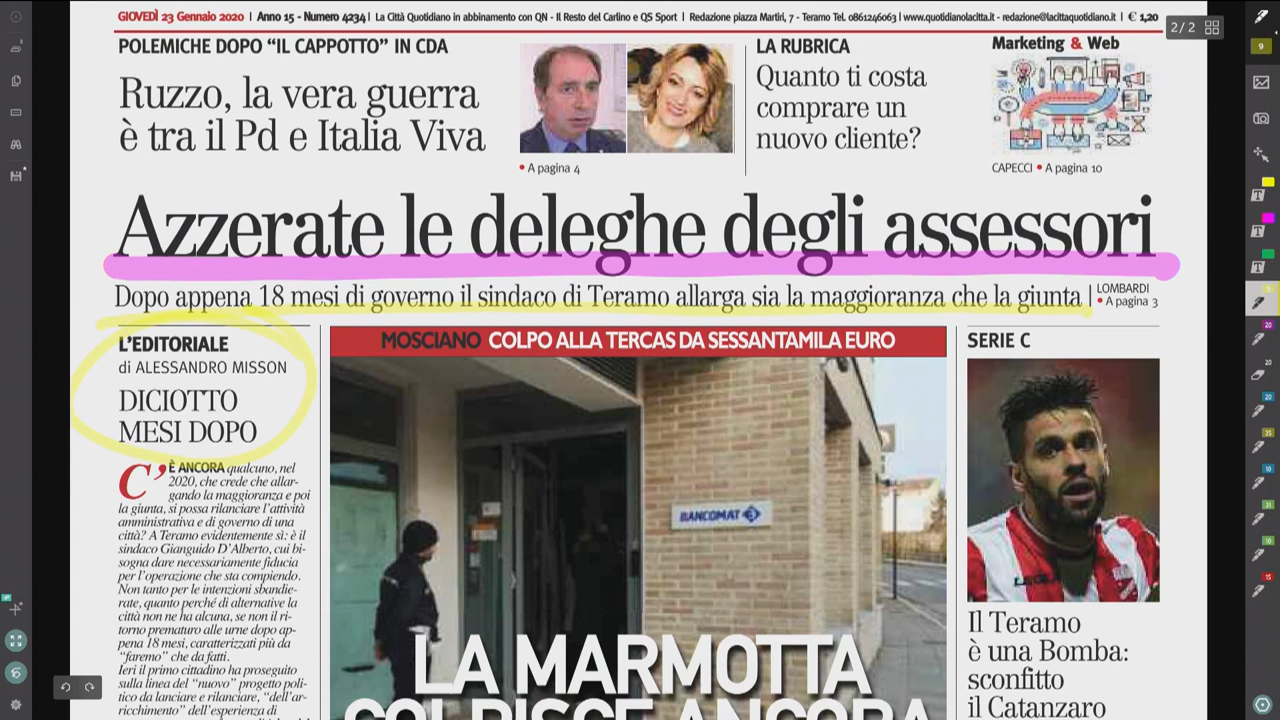 GIOVEDÌ 23 Gennaio 2020 | Anno 15 - Numero 4234 | La Città Quotidiano in abbinamento con QN - Il Resto del Carlino e QS Sport | Redazione piazza Martiri, 7 - Teramo Tel. 0861246063 | www.quotidianolacitta.it - redazione@lacittaquotidiano.it | € 1,20
2/2
POLEMICHE DOPO “IL CAPPOTTO” IN CDA
Ruzzo, la vera guerra
è tra il Pd e Italia Viva
• A pagina 4
LA RUBRICA
Quanto ti costa
comprare un
nuovo cliente?
Marketing & Web
CAPECCI • A pagina 10
Azzerate le deleghe degli assessori
Dopo appena 18 mesi di governo il sindaco di Teramo allarga sia la maggioranza che la giunta |
LOMBARDI
• A pagina 3
L’EDITORIALE
di ALESSANDRO MISSON
DICIOTTO
MESI DOPO
C’È ANCORA qualcuno, nel
2020, che crede che allar-
gando la maggioranza e poi
la giunta, si possa rilanciare l’attività
amministrativa e di governo di una
città? A Teramo evidentemente sì: è il
sindaco Gianguido D’Alberto, cui bi-
sogna dare necessariamente fiducia
per l’operazione che sta compiendo.
Non tanto per le intenzioni sbandie-
rate, quanto perché di alternative la
città non ne ha alcuna, se non il ri-
torno prematuro alle urne dopo ap-
pena 18 mesi, caratterizzati più da
“faremo” che da fatti.
Ieri il primo cittadino ha proseguito
sulla linea del “nuovo” progetto poli-
tico da lanciare e rilanciare, “dell’ar-
ricchimento” dell’esperienza di
MOSCIANO COLPO ALLA TERCAS DA SESSANTAMILA EURO
BANCOMAT
LA MARMOTTA
COLPISCE ANCORA
SERIE C
Il Teramo
è una Bomba:
sconfitto
il Catanzaro
9
20
20
20
35
10
31
10
15